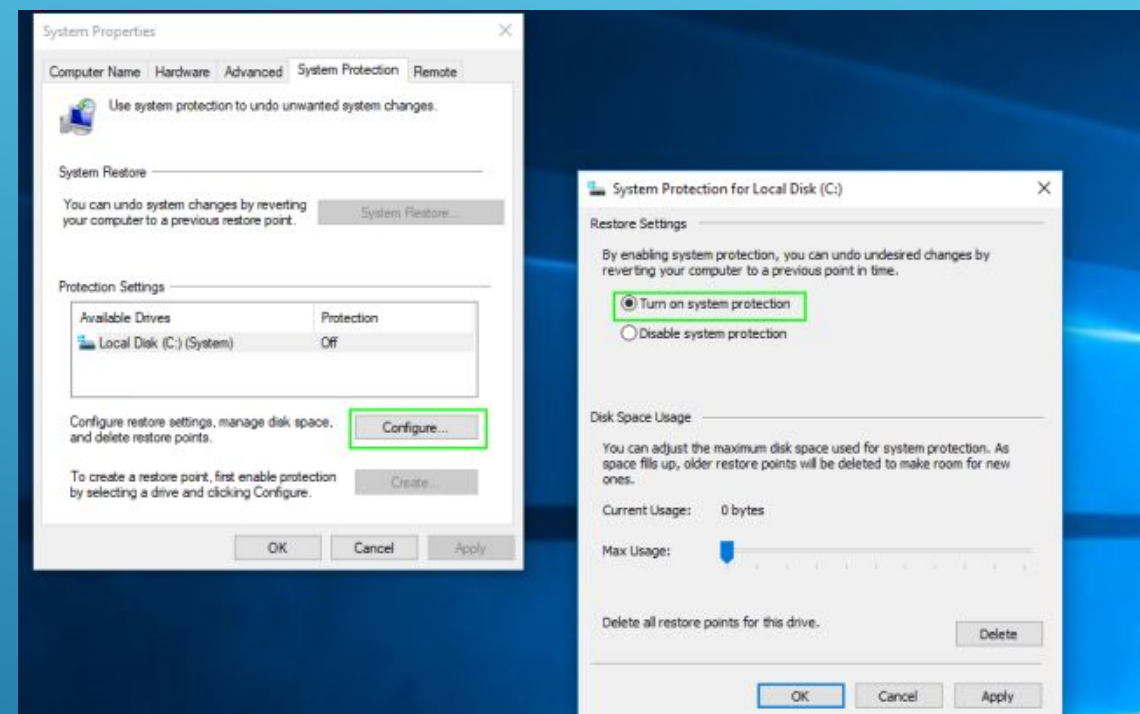 System Properties
Computer Name Hardware Advanced System Protection Remote
Use system protection to undo unwanted system changes.
System Restore
You can undo system changes by reverting
your computer to a previous restore point.
System Restore...
Protection Settings
Available Drives Protection
Local Disk (C:) (System) Off
Configure restore settings, manage disk space,
and delete restore points.
Configure...
To create a restore point, first enable protection
by selecting a drive and clicking Configure.
Create...
OK Cancel Apply
System Protection for Local Disk (C:)
Restore Settings
By enabling system protection, you can undo undesired changes by
reverting your computer to a previous point in time.
Turn on system protection
Disable system protection
Disk Space Usage
You can adjust the maximum disk space used for system protection. As
space fills up, older restore points will be deleted to make room for new
ones.
Current Usage: 0 bytes
Max Usage:
Delete all restore points for this drive.
Delete
OK Cancel Apply